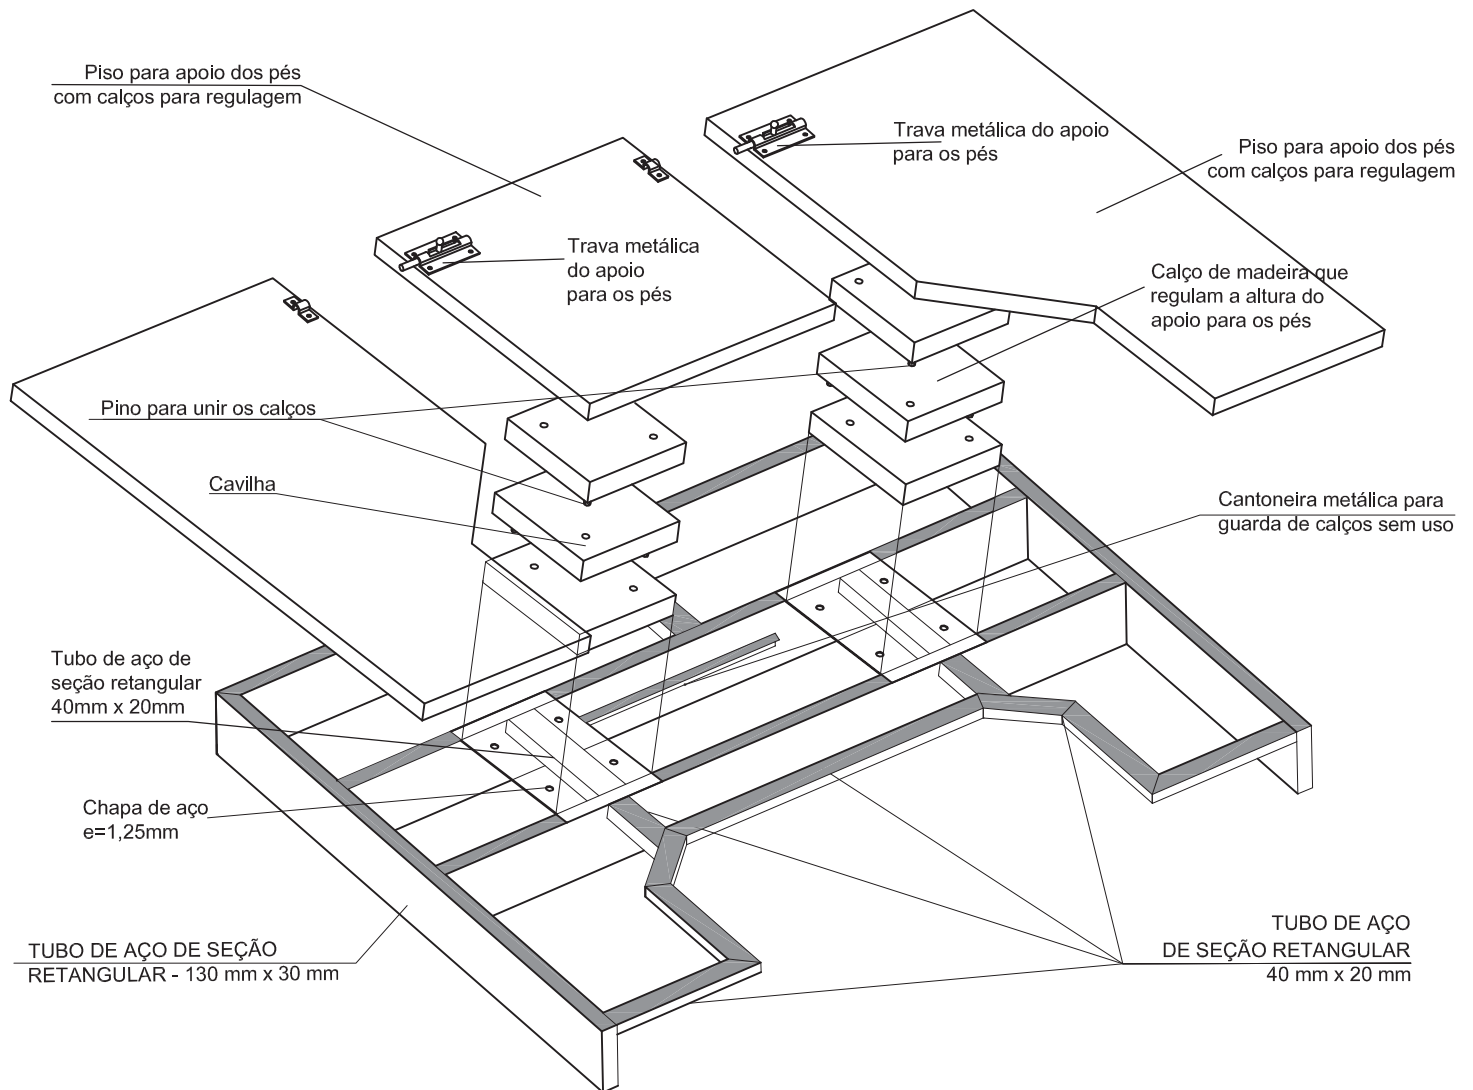 Piso para apoio dos pés
com calços para regulagem
Trava metálica do apoio
para os pés
Piso para apoio dos pés
com calços para regulagem
Trava metálica
do apoio
para os pés
Calço de madeira que
regulam a altura do
apoio para os pés
Pino para unir os calços
Cavilha
Cantoneira metálica para
guarda de calços sem uso
Tubo de aço de
seção retangular
40mm x 20mm
Chapa de aço
e=1,25mm
TUBO DE AÇO DE SEÇÃO
RETANGULAR - 130 mm x 30 mm
TUBO DE AÇO
DE SEÇÃO RETANGULAR
40 mm x 20 mm